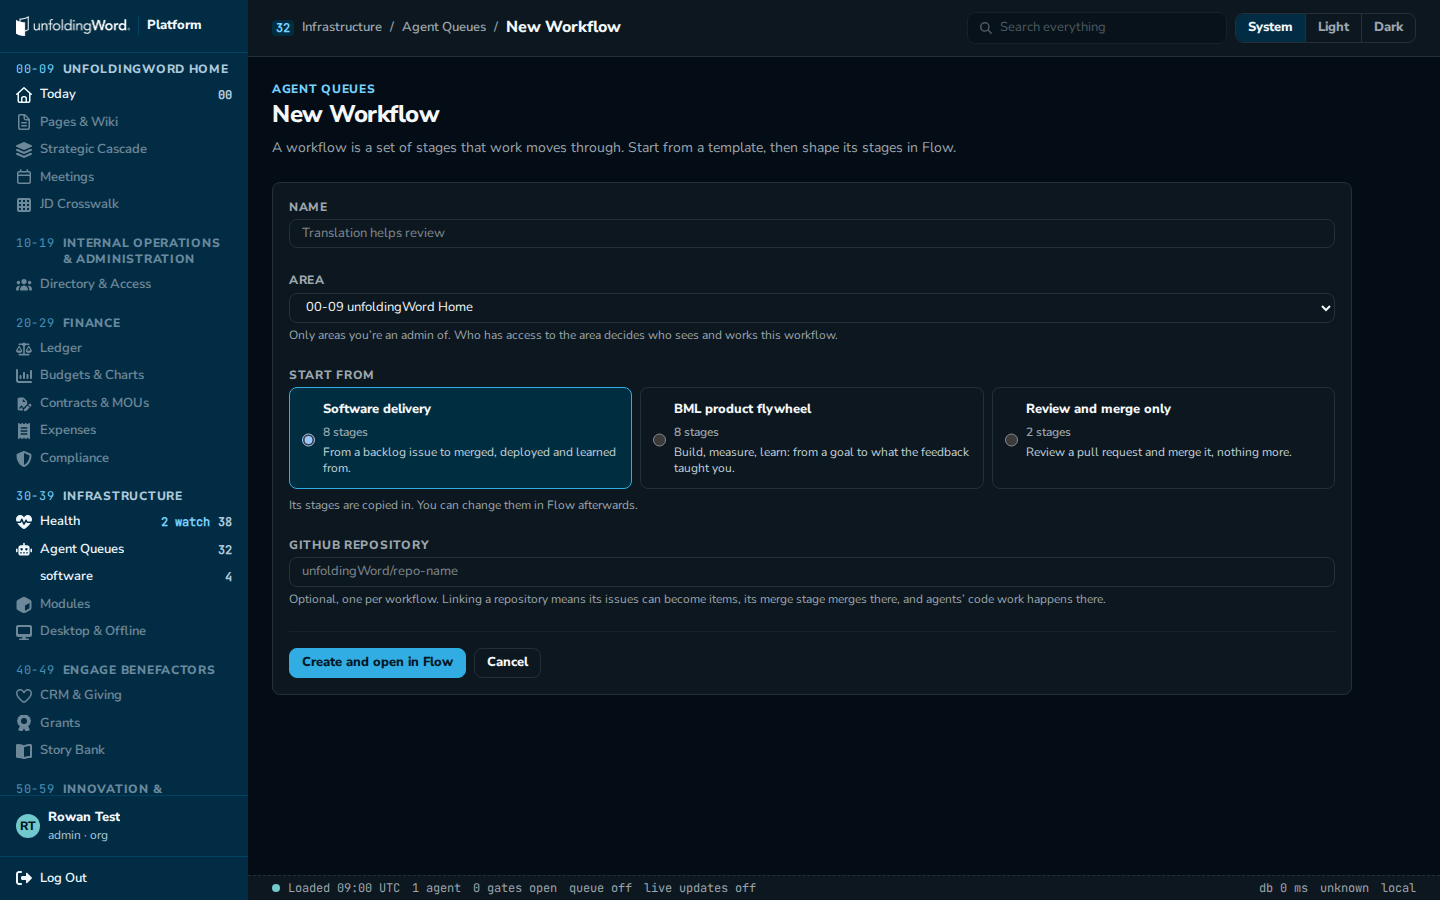 unfoldingWord Platform
00-09 UNFOLDINGWORD HOME
Today 00
Pages & Wiki
Strategic Cascade
Meetings
JD Crosswalk
10-19 INTERNAL OPERATIONS
& ADMINISTRATION
Directory & Access
20-29 FINANCE
Ledger
Budgets & Charts
Contracts & MOUs
Expenses
Compliance
30-39 INFRASTRUCTURE
Health 2 watch 38
Agent Queues 32
software 4
Modules
Desktop & Offline
40-49 ENGAGE BENEFACTORS
CRM & Giving
Grants
Story Bank
50-59 INNOVATION &
RT Rowan Test
admin · org
Log Out
32 Infrastructure / Agent Queues / New Workflow
Search everything
System Light Dark
AGENT QUEUES
New Workflow
A workflow is a set of stages that work moves through. Start from a template, then shape its stages in Flow.
NAME
Translation helps review
AREA
00-09 unfoldingWord Home
Only areas you're an admin of. Who has access to the area decides who sees and works this workflow.
START FROM
Software delivery
8 stages
From a backlog issue to merged, deployed and learned
from.
BML product flywheel
8 stages
Build, measure, learn: from a goal to what the feedback
taught you.
Review and merge only
2 stages
Review a pull request and merge it, nothing more.
Its stages are copied in. You can change them in Flow afterwards.
GITHUB REPOSITORY
unfoldingWord/repo-name
Optional, one per workflow. Linking a repository means its issues can become items, its merge stage merges there, and agents' code work happens there.
Create and open in Flow Cancel
Loaded 09:00 UTC 1 agent 0 gates open queue off live updates off
db 0 ms unknown local